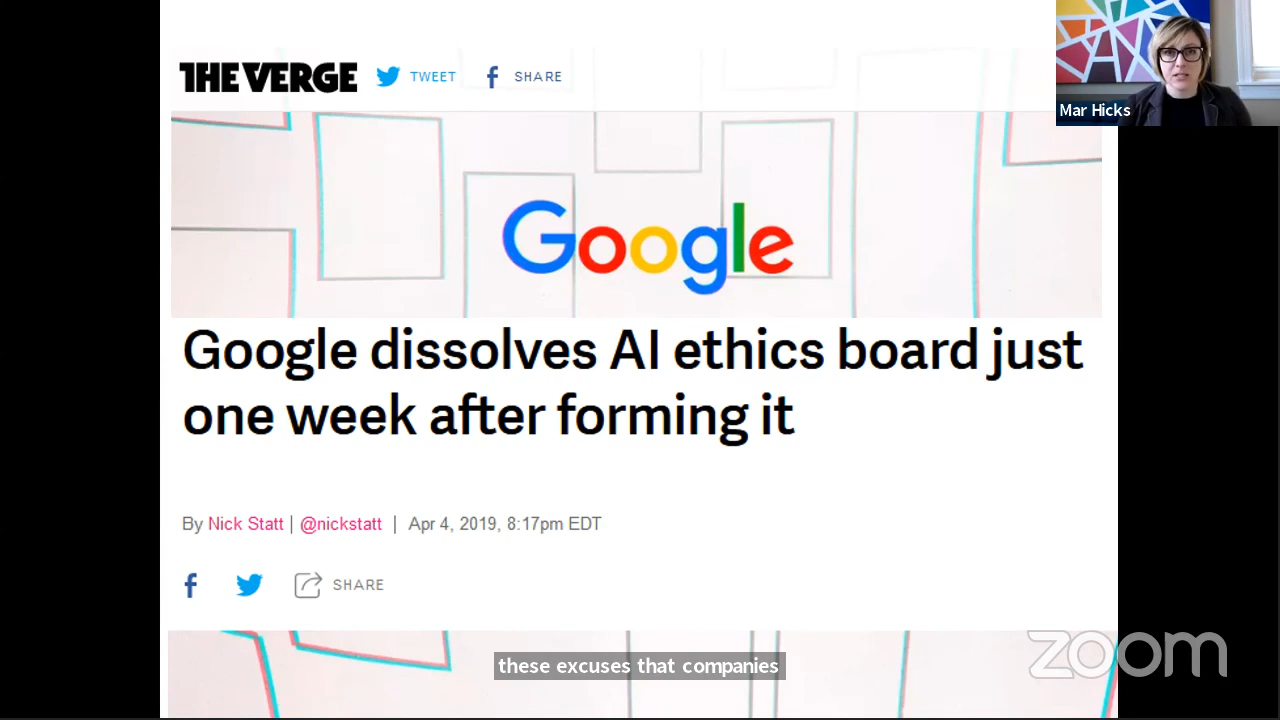 THE VERGE TWEET SHARE
Mar Hicks
Google
Google dissolves AI ethics board just
one week after forming it
By Nick Statt | @nickstatt | Apr 4, 2019, 8:17pm EDT
SHARE
these excuses that companies
zoom